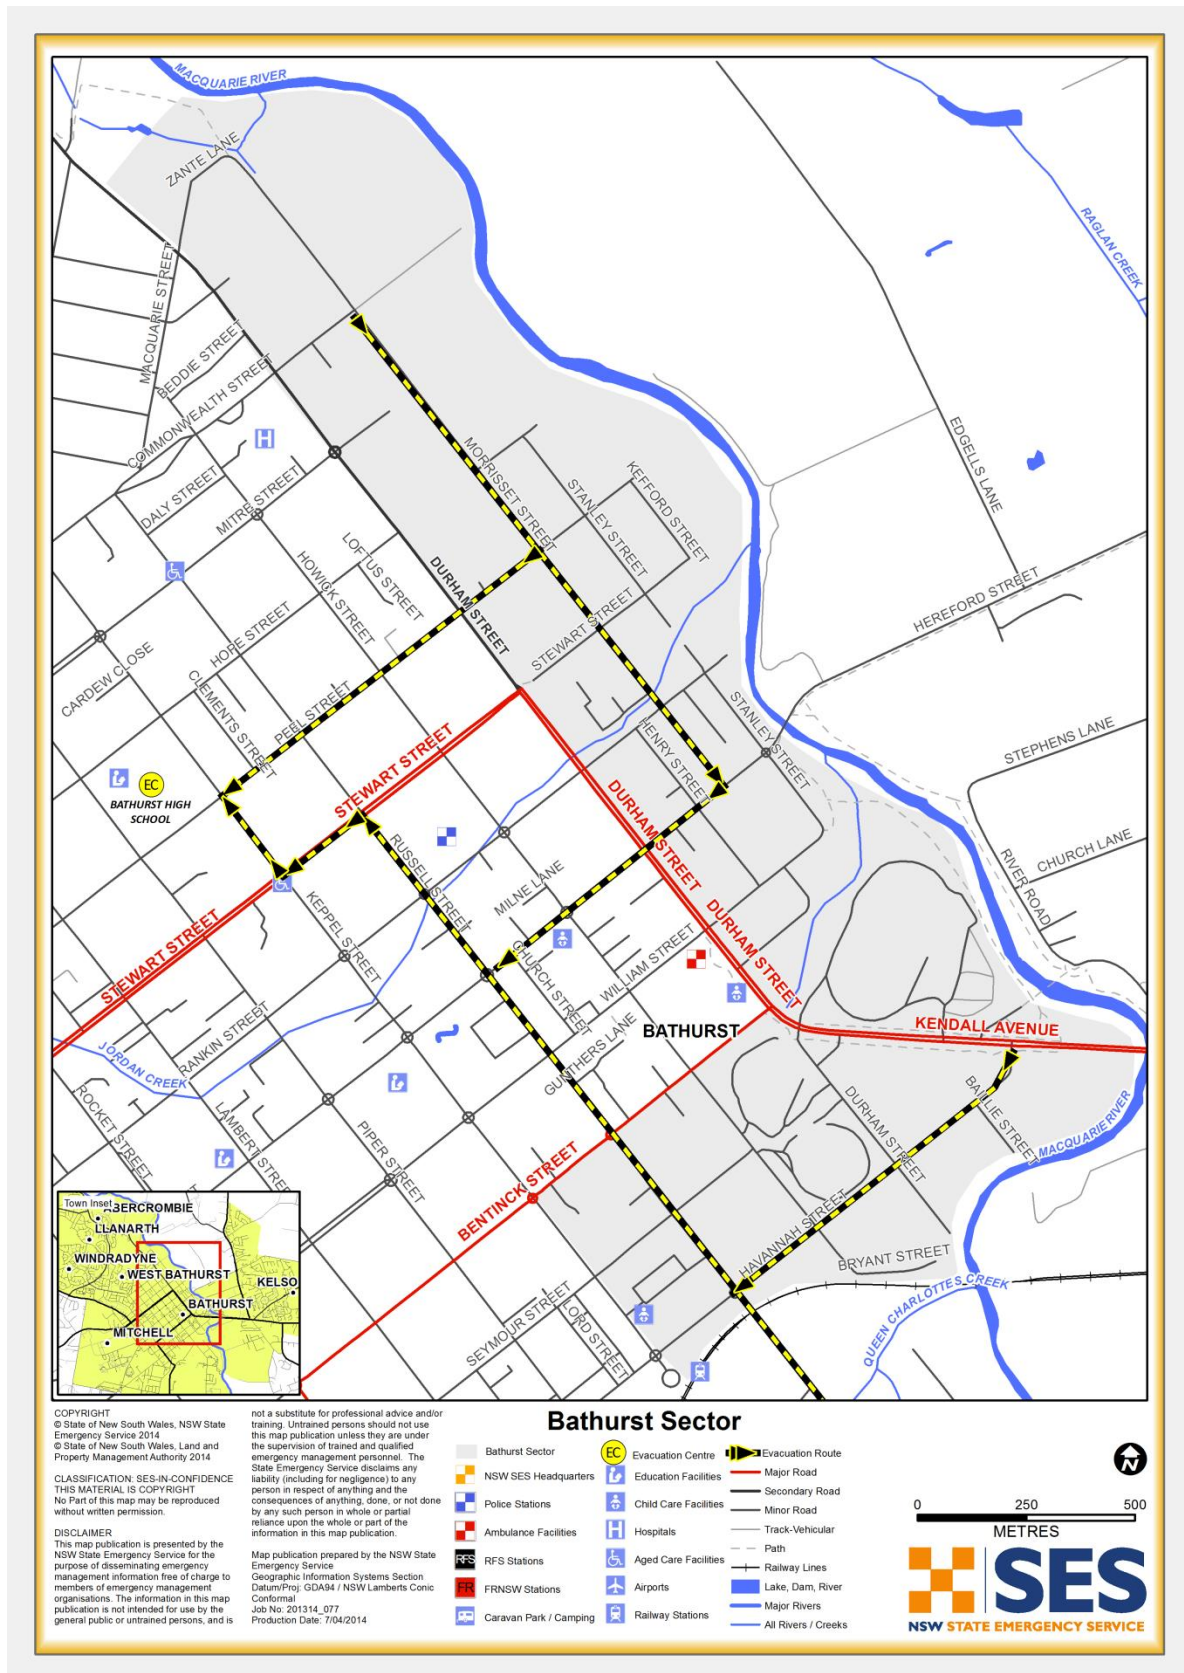 MACQUARIE RIVER
ZANTE LANE
RAGLAN CREEK
MACQUARIE STREET
BEDDIE STREET
COMMONWEALTH STREET
H
EDGELLS LANE
MORRISSET STREET
KEFFORD STREET
STANLEY STREET
DALY STREET
MITRE STREET
LOFTUS STREET
HOWICK STREET
DURHAM STREET
HEREFORD STREET
STEWART STREET
HOPE STREET
CARDEW CLOSE
CLEMENTS STREET
PEEL STREET
STANLEY STREET
HENRY STREET
STEPHENS LANE
STEWART STREET
DURHAM STREET
EC
BATHURST HIGH
SCHOOL
RUSSELL STREET
MILNE LANE
CHURCH LANE
RIVER ROAD
KEPPEL STREET
DURHAM STREET
CHURCH STREET
WILLIAM STREET
STEWART STREET
BATHURST
KENDALL AVENUE
RANKIN STREET
GUNTHERS LANE
JORDAN CREEK
ROCKET STREET
LAMBERT STREET
PIPER STREET
DURHAM STREET
BAILLIE STREET
MACQUARIE RIVER
BENTINCK STREET
HAVANNAH STREET
BRYANT STREET
QUEEN CHARLOTTES CREEK
SEYMOUR STREET
LORD STREET
Town Inset
ABERCROMBIE
LLANARTH
WINDRADYNE
WEST BATHURST
KELSO
BATHURST
MITCHELL
COPYRIGHT
© State of New South Wales, NSW State
Emergency Service 2014
© State of New South Wales, Land and
Property Management Authority 2014
CLASSIFICATION: SES-IN-CONFIDENCE
THIS MATERIAL IS COPYRIGHT
No Part of this map may be reproduced
without written permission.
DISCLAIMER
This map publication is presented by the
NSW State Emergency Service for the
purpose of disseminating emergency
management information free of charge to
members of emergency management
organisations. The information in this map
publication is not intended for use by the
general public or untrained persons, and is
not a substitute for professional advice and/or
training. Untrained persons should not use
this map publication unless they are under
the supervision of trained and qualified
emergency management personnel. The
State Emergency Service disclaims any
liability (including for negligence) to any
person in respect of anything and the
consequences of anything, done, or not done
by any such person in whole or partial
reliance upon the whole or part of the
information in this map publication.
Map publication prepared by the NSW State
Emergency Service
Geographic Information Systems Section
Datum/Proj: GDA94 / NSW Lamberts Conic
Conformal
Job No: 201314_077
Production Date: 7/04/2014
Bathurst Sector
Bathurst Sector
NSW SES Headquarters
Police Stations
Ambulance Facilities
RFS
RFS Stations
FR
FRNSW Stations
Caravan Park / Camping
EC
Evacuation Centre
Education Facilities
Child Care Facilities
H
Hospitals
Aged Care Facilities
Airports
Railway Stations
Evacuation Route
Major Road
Secondary Road
Minor Road
Track-Vehicular
Path
Railway Lines
Lake, Dam, River
Major Rivers
All Rivers / Creeks
N
0 250 500
METRES
SES
NSW STATE EMERGENCY SERVICE